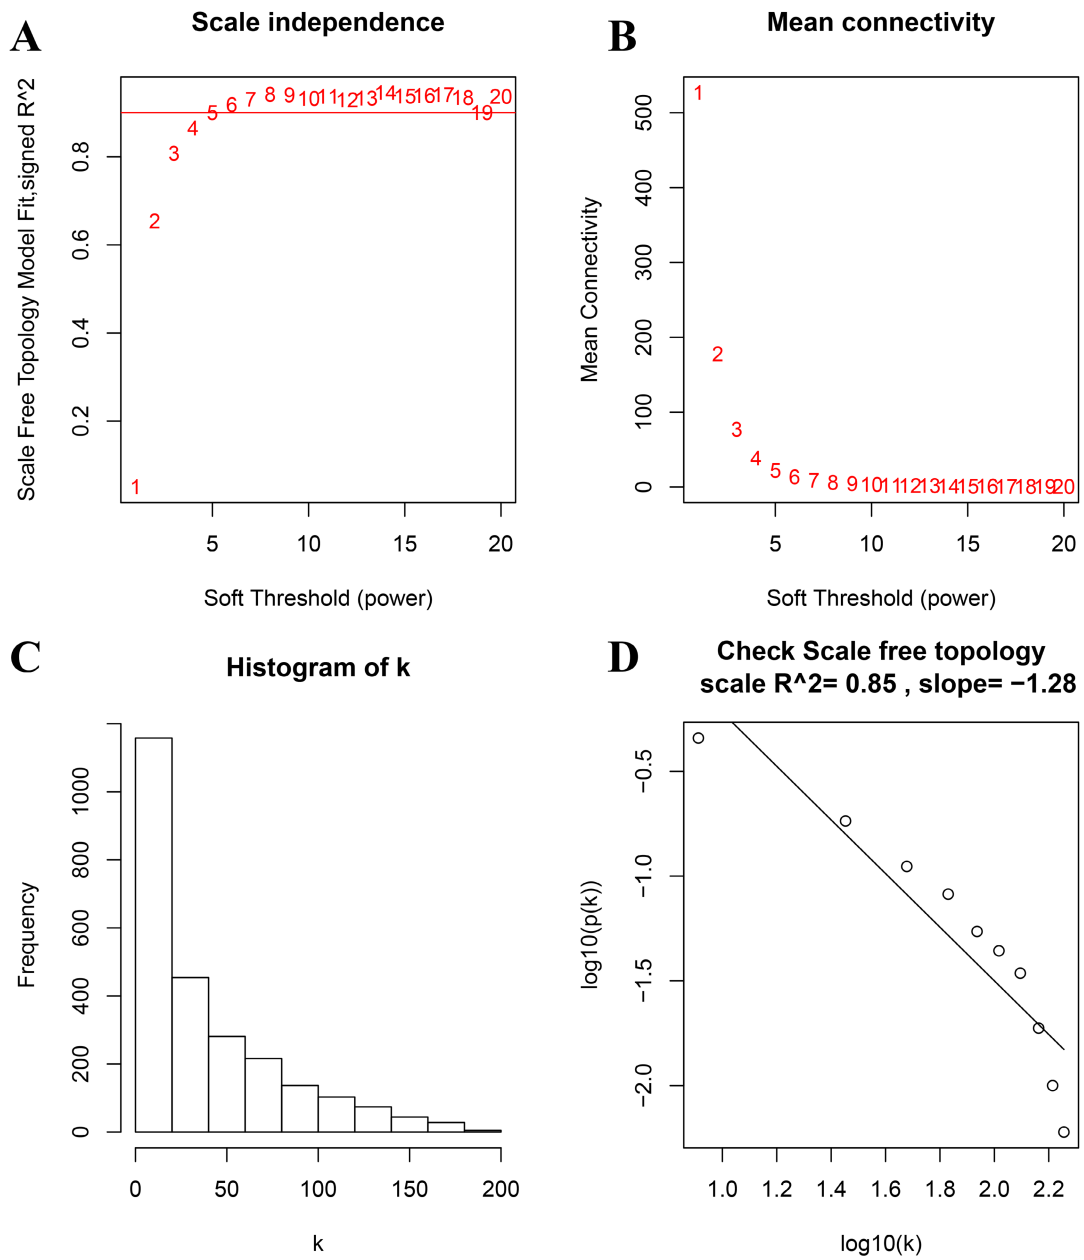 A
Scale independence
Scale Free Topology Model Fit,signed R^2
0.2 0.4 0.6 0.8
1 2 3 4 5 6 7 8 9 10 11 12 13 14 15 16 17 18 19 20
5 10 15 20
Soft Threshold (power)
B
Mean connectivity
Mean Connectivity
0 100 200 300 400 500
1 2 3 4 5 6 7 8 9 10 11 12 13 14 15 16 17 18 19 20
5 10 15 20
Soft Threshold (power)
C
Histogram of k
Frequency
0 200 400 600 800 1000
0 50 100 150 200
k
D
Check Scale free topology
scale R^2= 0.85 , slope= −1.28
log10(p(k))
−2.0 −1.5 −1.0 −0.5
1.0 1.2 1.4 1.6 1.8 2.0 2.2
log10(k)